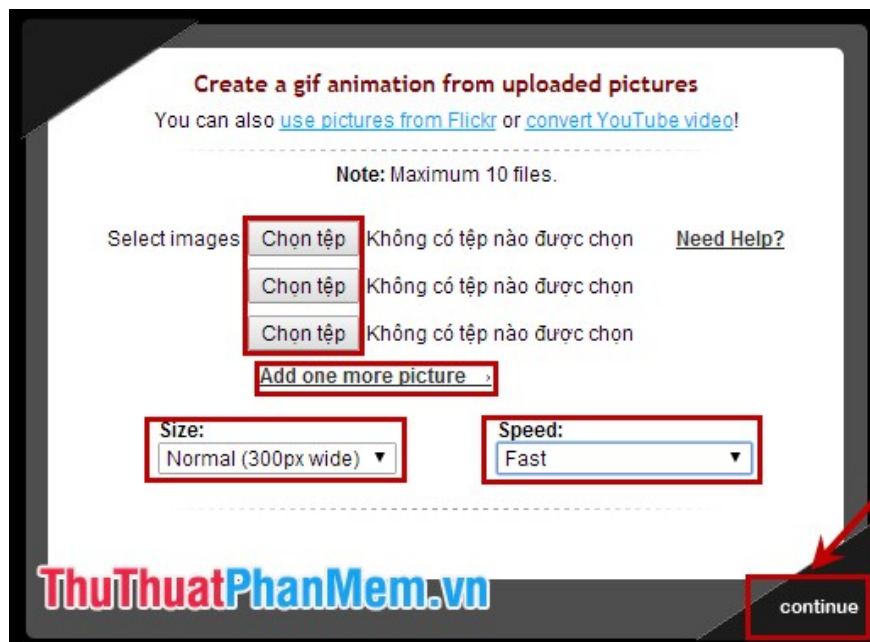 Create a gif animation from uploaded pictures
You can also use pictures from Flickr or convert YouTube video!
Note: Maximum 10 files.
Select images Chọn tệp Không có tệp nào được chọn Need Help?
Chọn tệp Không có tệp nào được chọn
Chọn tệp Không có tệp nào được chọn
Add one more picture ›
Size: Speed:
Normal (300px wide) ▼ Fast ▼
ThuThuatPhanMem.vn
continue